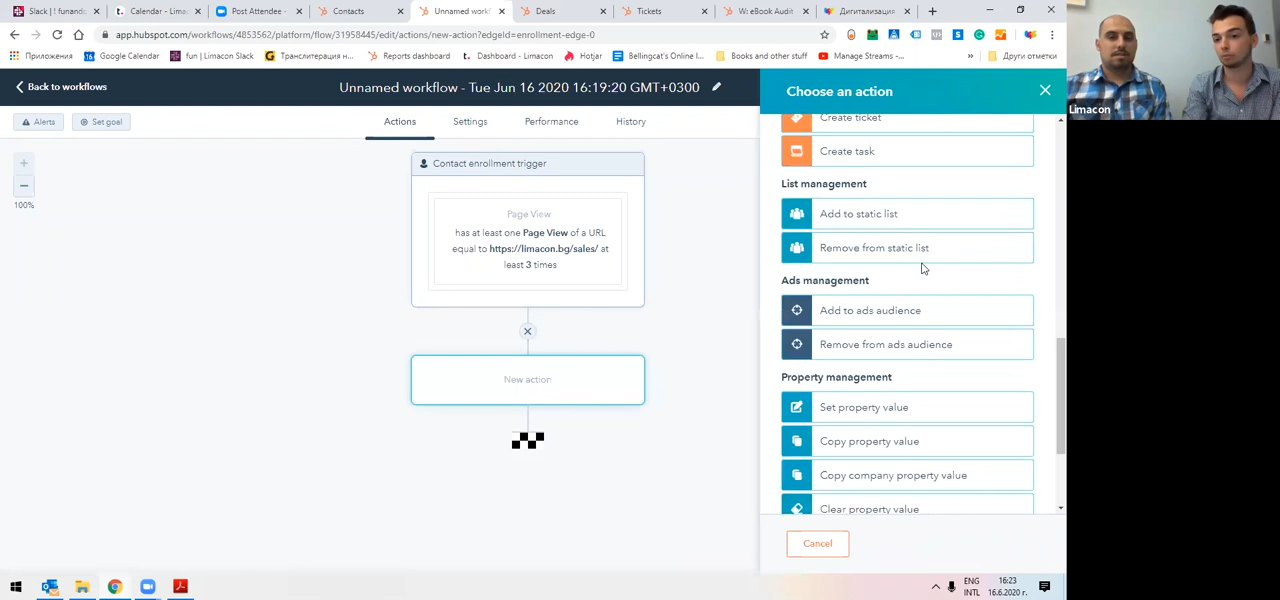 Slack | ! funando
Calendar - Limac
Post Attendee -
Contacts
Unnamed workf
Deals
Tickets
W: eBook Audit
Дигитализация
app.hubspot.com/workflows/4853562/platform/flow/31958445/edit/actions/new-action?edgeId=enrollment-edge-0
Приложения
Google Calendar
fun | Limacon Slack
Транслитерация н...
Reports dashboard
Dashboard - Limacon
Hotjar
Bellingcat's Online I...
Books and other stuff
Manage Streams -...
»
Други отметки
Back to workflows
Unnamed workflow - Tue Jun 16 2020 16:19:20 GMT+0300
Choose an action
Limacon
Alerts
Set goal
Actions
Settings
Performance
History
100%
Contact enrollment trigger
Page View
has at least one Page View of a URL
equal to https://limacon.bg/sales/ at
least 3 times
New action
Create ticket
Create task
List management
Add to static list
Remove from static list
Ads management
Add to ads audience
Remove from ads audience
Property management
Set property value
Copy property value
Copy company property value
Clear property value
Cancel
ENG
INTL
16:23
16.6.2020 г.